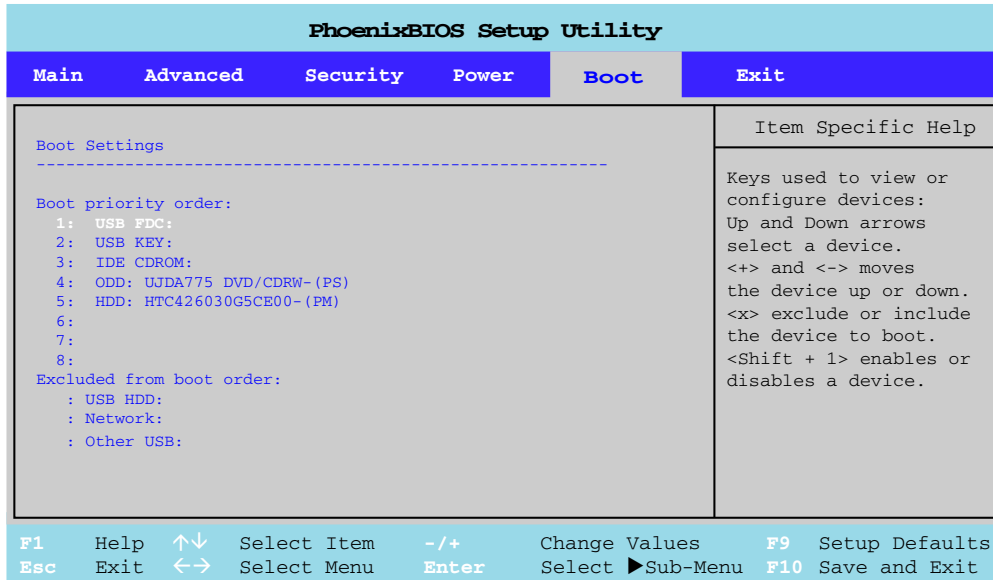 PhoenixBIOS Setup Utility
Main Advanced Security Power Boot Exit
Boot Settings
----------------------------------------------------------
Boot priority order:
1: USB FDC:
2: USB KEY:
3: IDE CDROM:
4: ODD: UJDA775 DVD/CDRW-(PS)
5: HDD: HTC426030G5CE00-(PM)
6:
7:
8:
Excluded from boot order:
: USB HDD:
: Network:
: Other USB:
Item Specific Help
Keys used to view or
configure devices:
Up and Down arrows
select a device.
<+> and <-> moves
the device up or down.
<x> exclude or include
the device to boot.
<Shift + 1> enables or
disables a device.
F1 Help ↑↓ Select Item -/+ Change Values F9 Setup Defaults
Esc Exit ←→ Select Menu Enter Select ▶Sub-Menu F10 Save and Exit